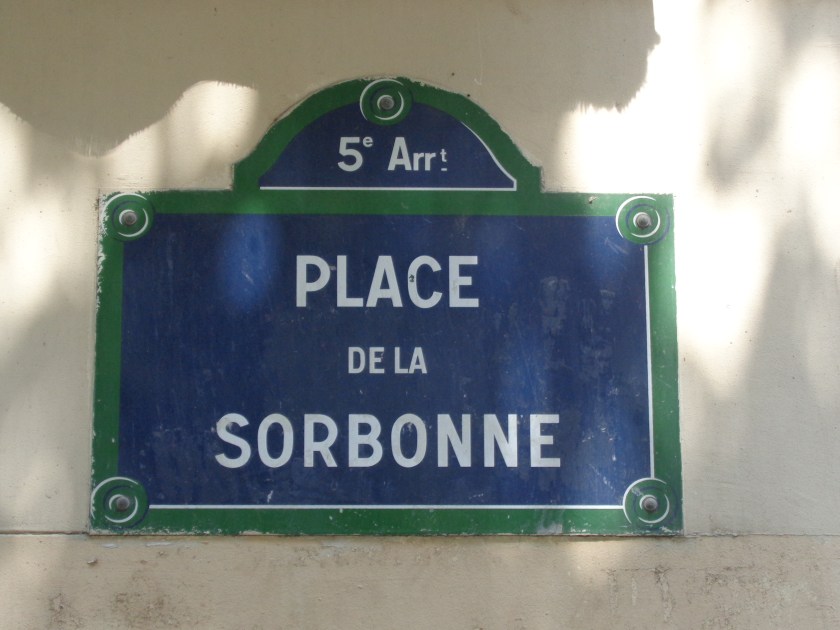 5e Arrt
PLACE
DE LA
SORBONNE